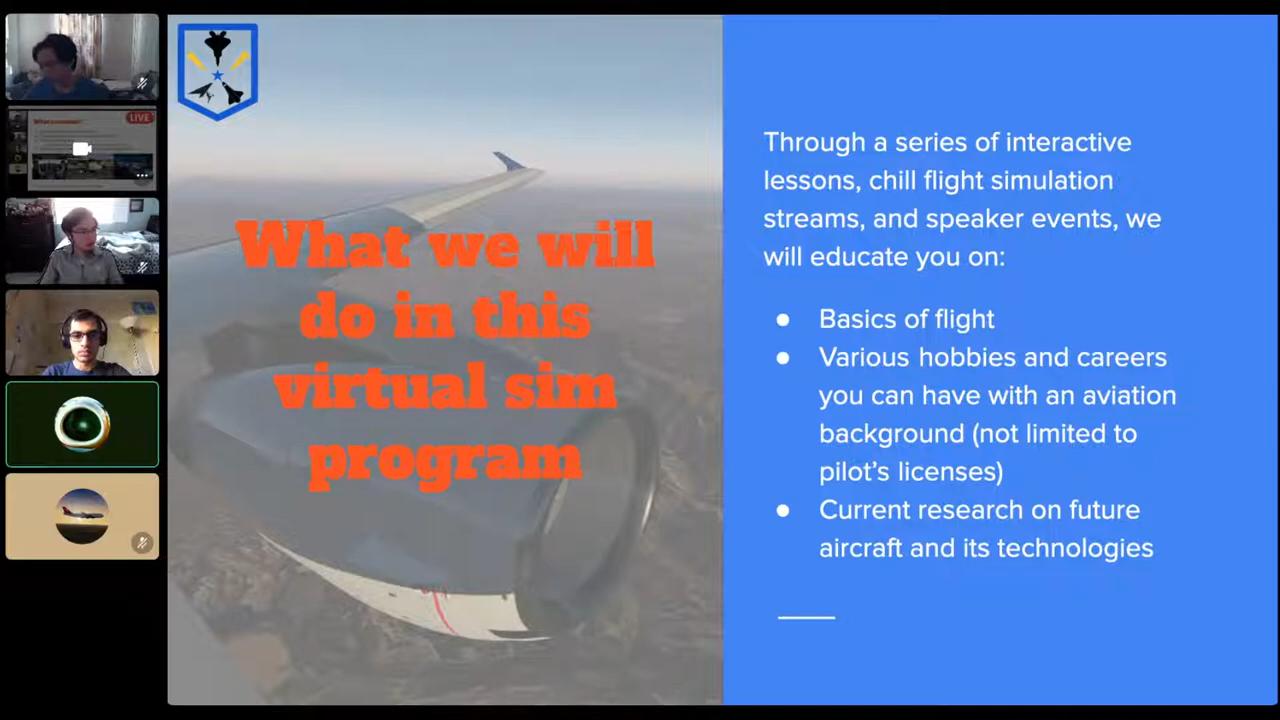 LIVE
What we will
do in this
virtual sim
program
Through a series of interactive
lessons, chill flight simulation
streams, and speaker events, we
will educate you on:
● Basics of flight
● Various hobbies and careers
you can have with an aviation
background (not limited to
pilot's licenses)
● Current research on future
aircraft and its technologies